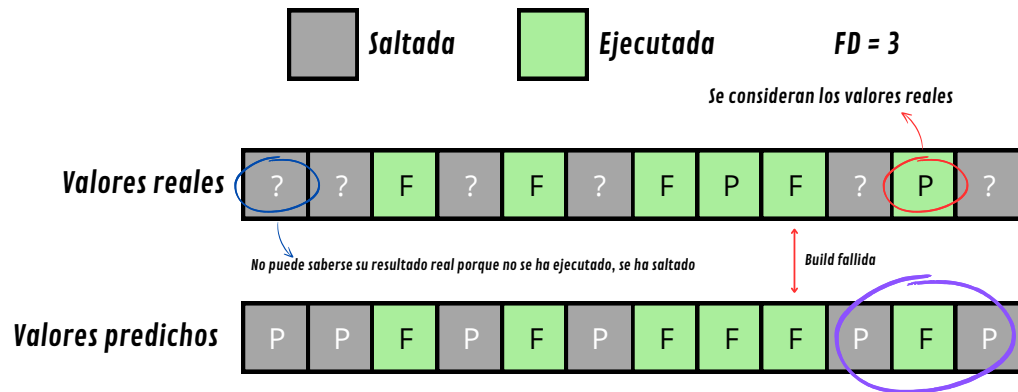 Saltada Ejecutada FD = 3
Se consideran los valores reales
Valores reales ? ? F ? F ? F P F ? P ?
No puede saberse su resultado real porque no se ha ejecutado, se ha saltado
Build fallida
Valores predichos P P F P F P F F F P F P